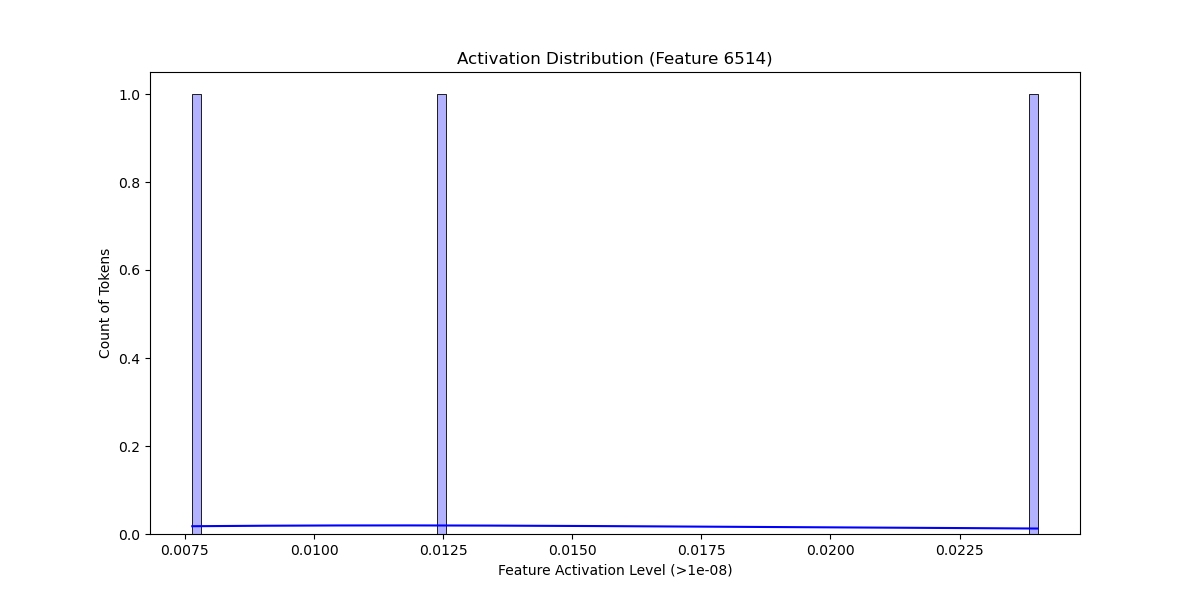 Activation Distribution (Feature 6514)
1.0
0.8
0.6
0.4
0.2
0.0
Count of Tokens
0.0075 0.0100 0.0125 0.0150 0.0175 0.0200 0.0225
Feature Activation Level (>1e-08)